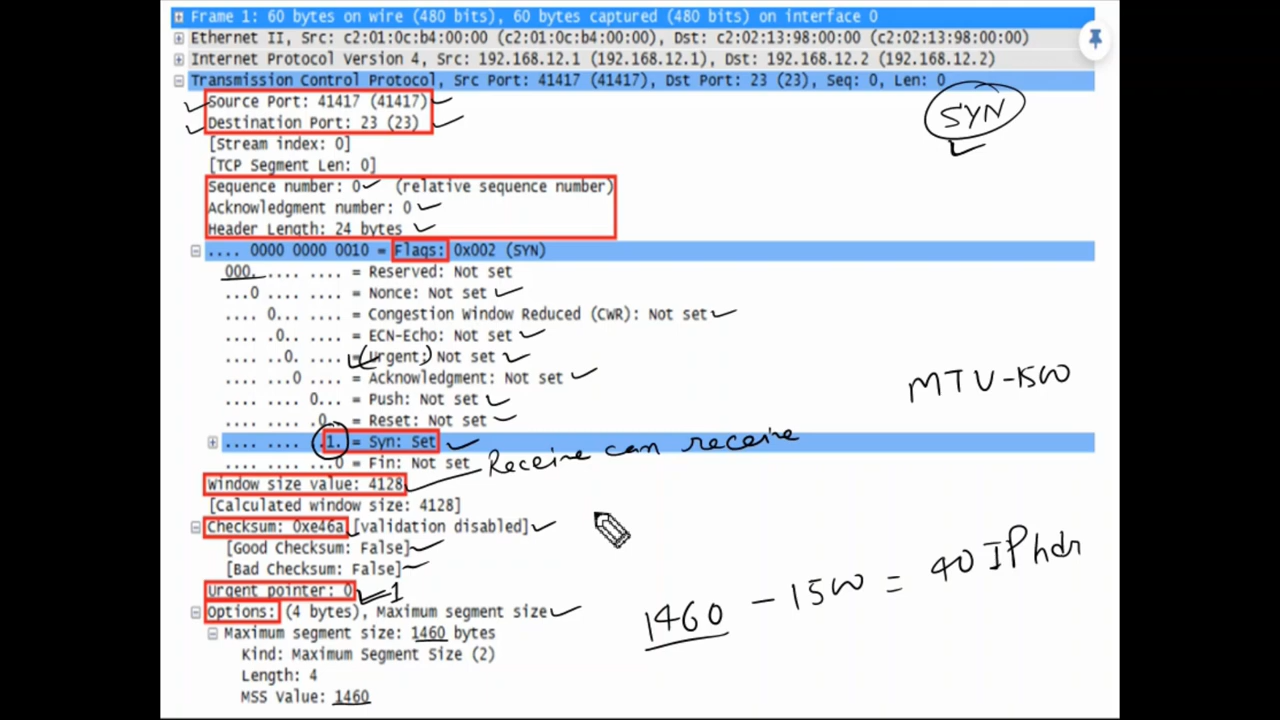 Frame 1: 60 bytes on wire (480 bits), 60 bytes captured (480 bits) on interface 0
Ethernet II, Src: c2:01:0c:b4:00:00 (c2:01:0c:b4:00:00), Dst: c2:02:13:98:00:00 (c2:02:13:98:00:00)
Internet Protocol Version 4, Src: 192.168.12.1 (192.168.12.1), Dst: 192.168.12.2 (192.168.12.2)
Transmission Control Protocol, Src Port: 41417 (41417), Dst Port: 23 (23), Seq: 0, Len: 0
Source Port: 41417 (41417)
SYN
Destination Port: 23 (23)
[Stream index: 0]
[TCP Segment Len: 0]
Sequence number: 0 (relative sequence number)
Acknowledgment number: 0
Header Length: 24 bytes
.... 0000 0000 0010 = Flags: 0x002 (SYN)
000. .... .... = Reserved: Not set
...0 .... .... = Nonce: Not set
.... 0... .... = Congestion Window Reduced (CWR): Not set
.... .0.. .... = ECN-Echo: Not set
.... ..0. .... = Urgent: Not set
.... ...0 .... = Acknowledgment: Not set
MTU-1500
.... .... 0... = Push: Not set
.... .... .0.. = Reset: Not set
.... .... ..1. = Syn: Set
.... .... ...0 = Fin: Not set
Receive can receive
Window size value: 4128
[Calculated window size: 4128]
Checksum: 0xe46a [validation disabled]
[Good Checksum: False]
[Bad Checksum: False]
Urgent pointer: 0
1
Options: (4 bytes), Maximum segment size
1460 - 1500 = 40 IP hdr
Maximum segment size: 1460 bytes
Kind: Maximum Segment Size (2)
Length: 4
MSS Value: 1460